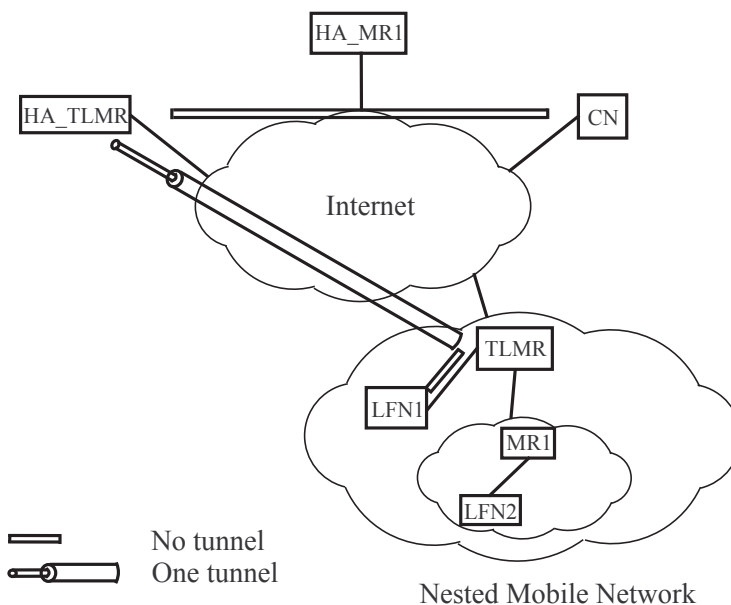 HA_MR1
HA_TLMR
CN
Internet
TLMR
LFN1
MR1
LFN2
No tunnel
One tunnel
Nested Mobile Network